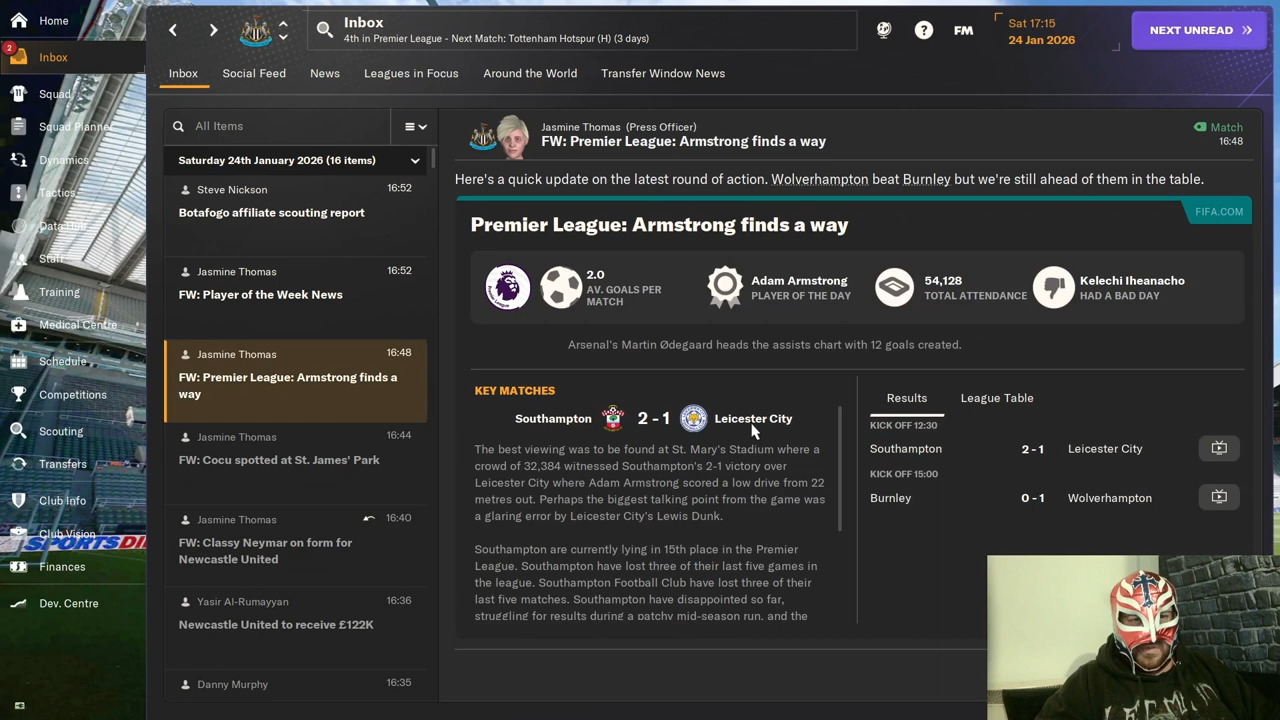 Home
2
Inbox
Squad
Squad Planner
Dynamics
Tactics
Data Hub
Staff
Training
Medical Centre
Schedule
Competitions
Scouting
Transfers
Club Info
Club Vision
Finances
Dev. Centre
Inbox
4th in Premier League - Next Match: Tottenham Hotspur (H) (3 days)
FM
Sat 17:15
24 Jan 2026
NEXT UNREAD
Inbox
Social Feed
News
Leagues in Focus
Around the World
Transfer Window News
All Items
Saturday 24th January 2026 (16 items)
Steve Nickson 16:52
Botafogo affiliate scouting report
Jasmine Thomas 16:52
FW: Player of the Week News
Jasmine Thomas 16:48
FW: Premier League: Armstrong finds a
way
Jasmine Thomas 16:44
FW: Cocu spotted at St. James' Park
Jasmine Thomas 16:40
FW: Classy Neymar on form for
Newcastle United
Yasir Al-Rumayyan 16:36
Newcastle United to receive £122K
Danny Murphy 16:35
Jasmine Thomas (Press Officer)
FW: Premier League: Armstrong finds a way
Match
16:48
Here's a quick update on the latest round of action. Wolverhampton beat Burnley but we're still ahead of them in the table.
FIFA.COM
Premier League: Armstrong finds a way
2.0
AV. GOALS PER
MATCH
Adam Armstrong
PLAYER OF THE DAY
54,128
TOTAL ATTENDANCE
Kelechi Iheanacho
HAD A BAD DAY
Arsenal's Martin Ødegaard heads the assists chart with 12 goals created.
KEY MATCHES
Southampton 2 - 1 Leicester City
The best viewing was to be found at St. Mary's Stadium where a
crowd of 32,384 witnessed Southampton's 2-1 victory over
Leicester City where Adam Armstrong scored a low drive from 22
metres out. Perhaps the biggest talking point from the game was
a glaring error by Leicester City's Lewis Dunk.
Southampton are currently lying in 15th place in the Premier
League. Southampton have lost three of their last five games in
the league. Southampton Football Club have lost three of their
last five matches. Southampton have disappointed so far,
struggling for results during a patchy mid-season run, and the
Results
League Table
KICK OFF 12:30
Southampton 2 - 1 Leicester City
KICK OFF 15:00
Burnley 0 - 1 Wolverhampton
SPORTS DI